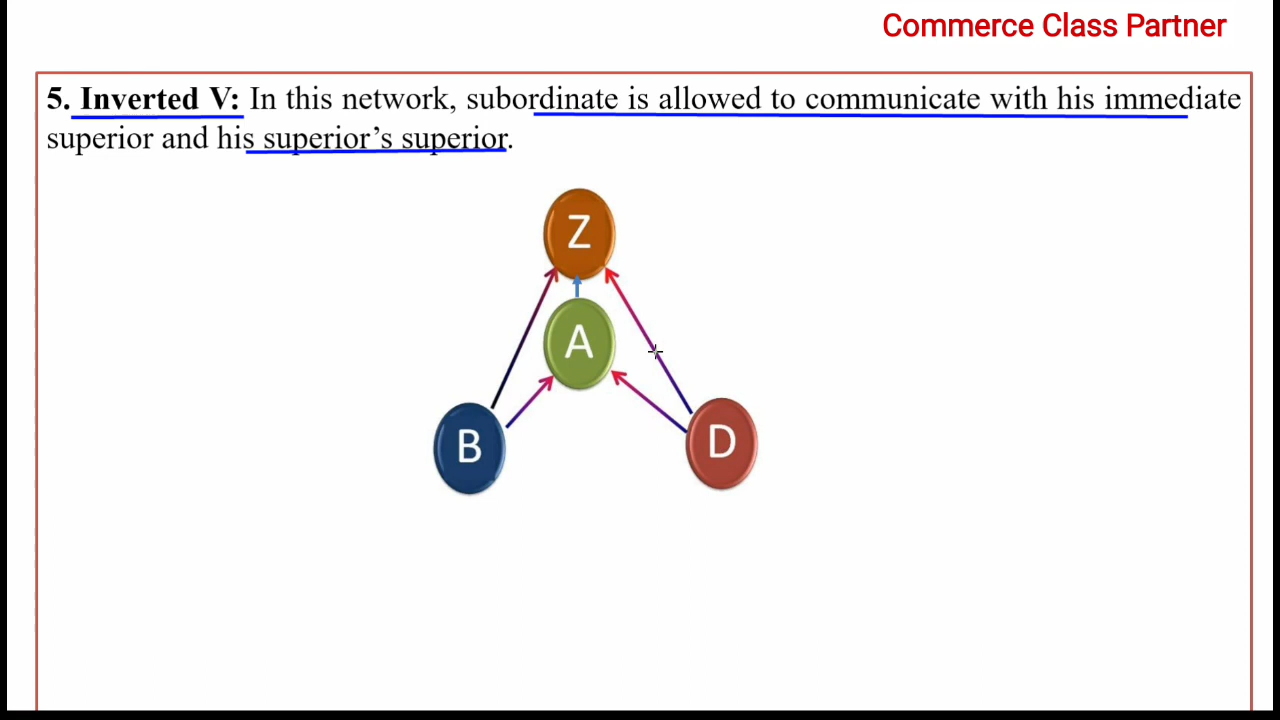 Commerce Class Partner
5. Inverted V: In this network, subordinate is allowed to communicate with his immediate
superior and his superior’s superior.
Z
A
B
D